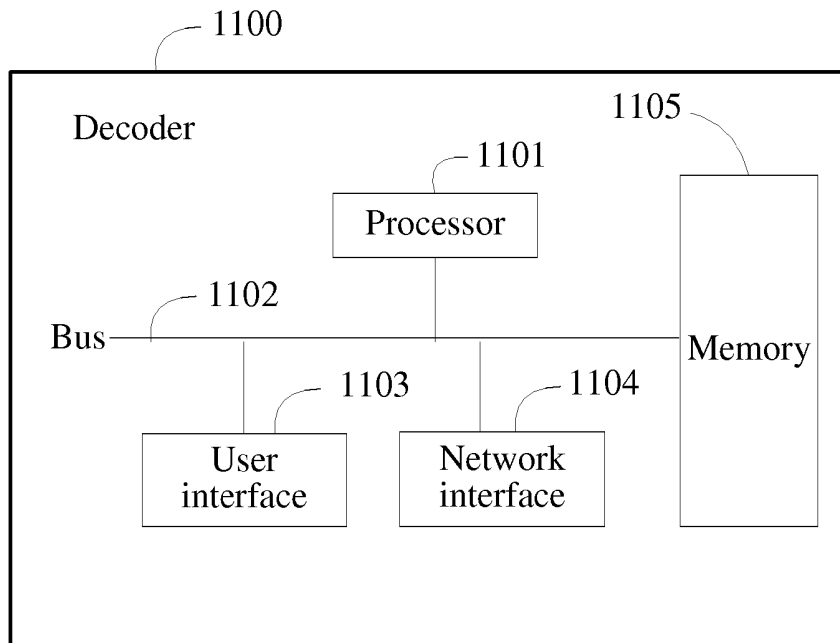 1100
Decoder
1105
1101
Processor
1102
Bus
Memory
1103
1104
User
interface
Network
interface